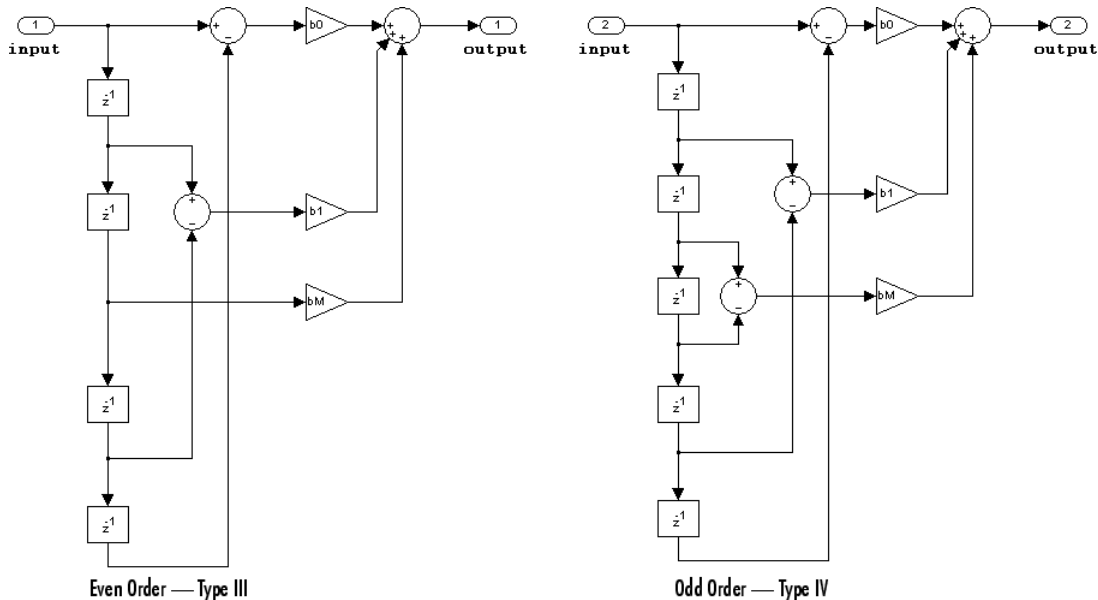 1
input
+
−
b0
+
+
+
1
output
z-1
z-1
+
−
b1
bM
z-1
z-1
Even Order — Type III
2
input
+
−
b0
+
+
+
2
output
z-1
z-1
+
−
b1
z-1
+
−
bM
z-1
z-1
Odd Order — Type IV